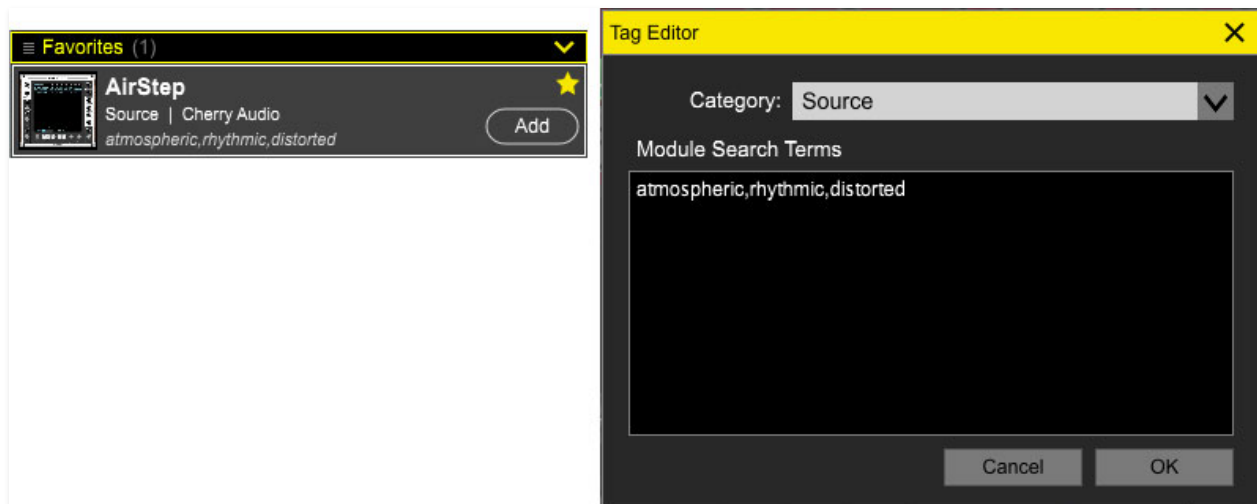 Favorites (1)
AirStep
Source | Cherry Audio
atmospheric,rhythmic,distorted
Add
Tag Editor
Category: Source
Module Search Terms
atmospheric,rhythmic,distorted
Cancel OK